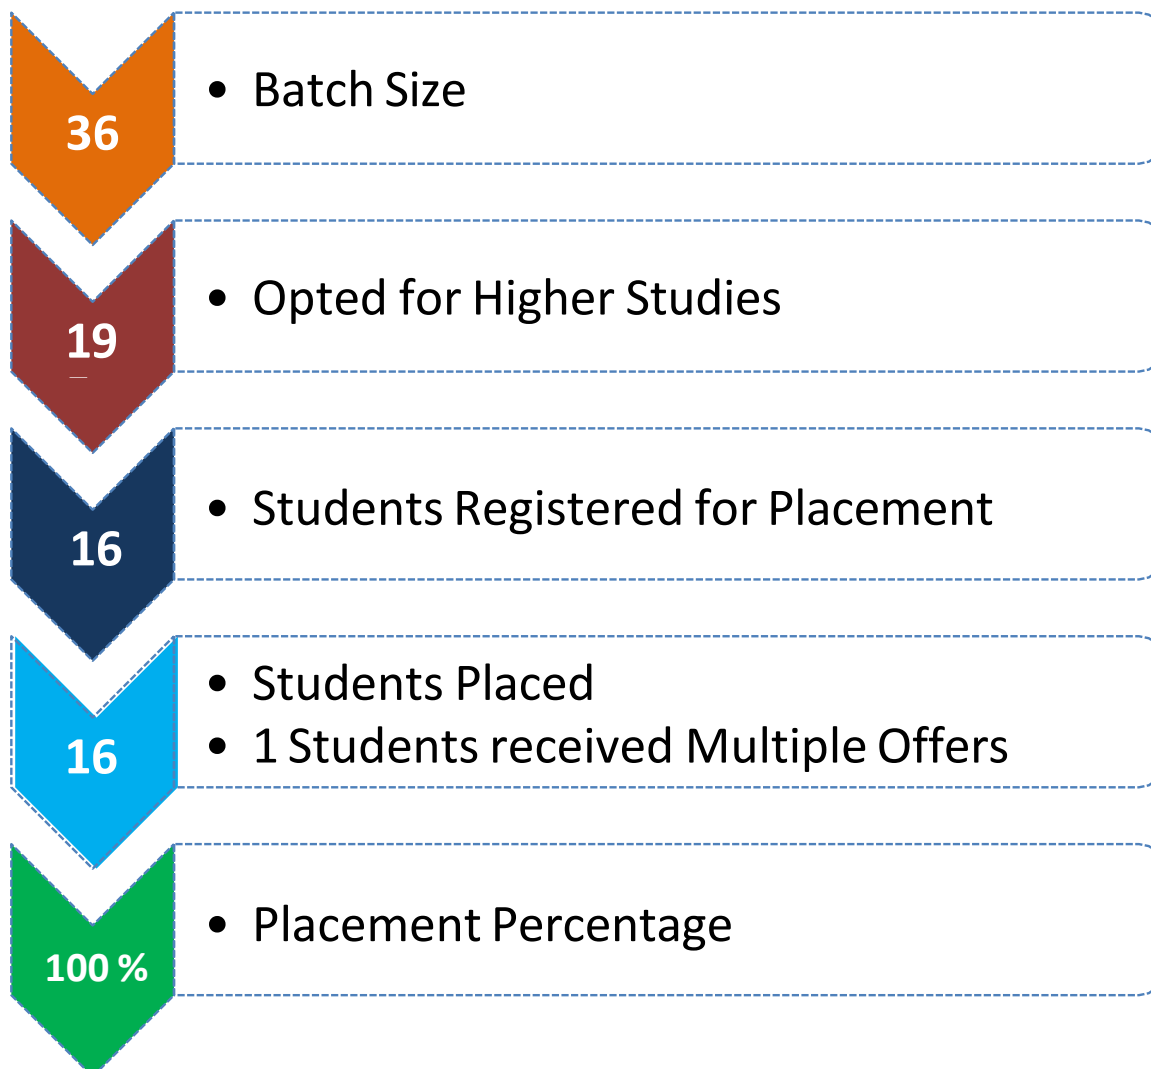 36
• Batch Size
19
• Opted for Higher Studies
16
• Students Registered for Placement
16
• Students Placed
• 1 Students received Multiple Offers
100 %
• Placement Percentage